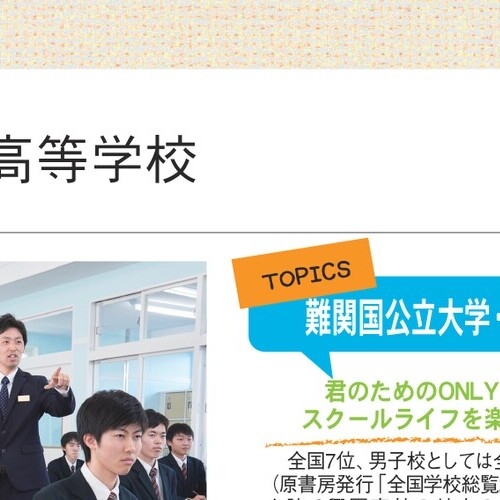 高等学校
TOPICS
難関国公立大学・
君のためのONLY
スクールライフを楽
全国7位、男子校としては全
（原書房発行「全国学校総覧